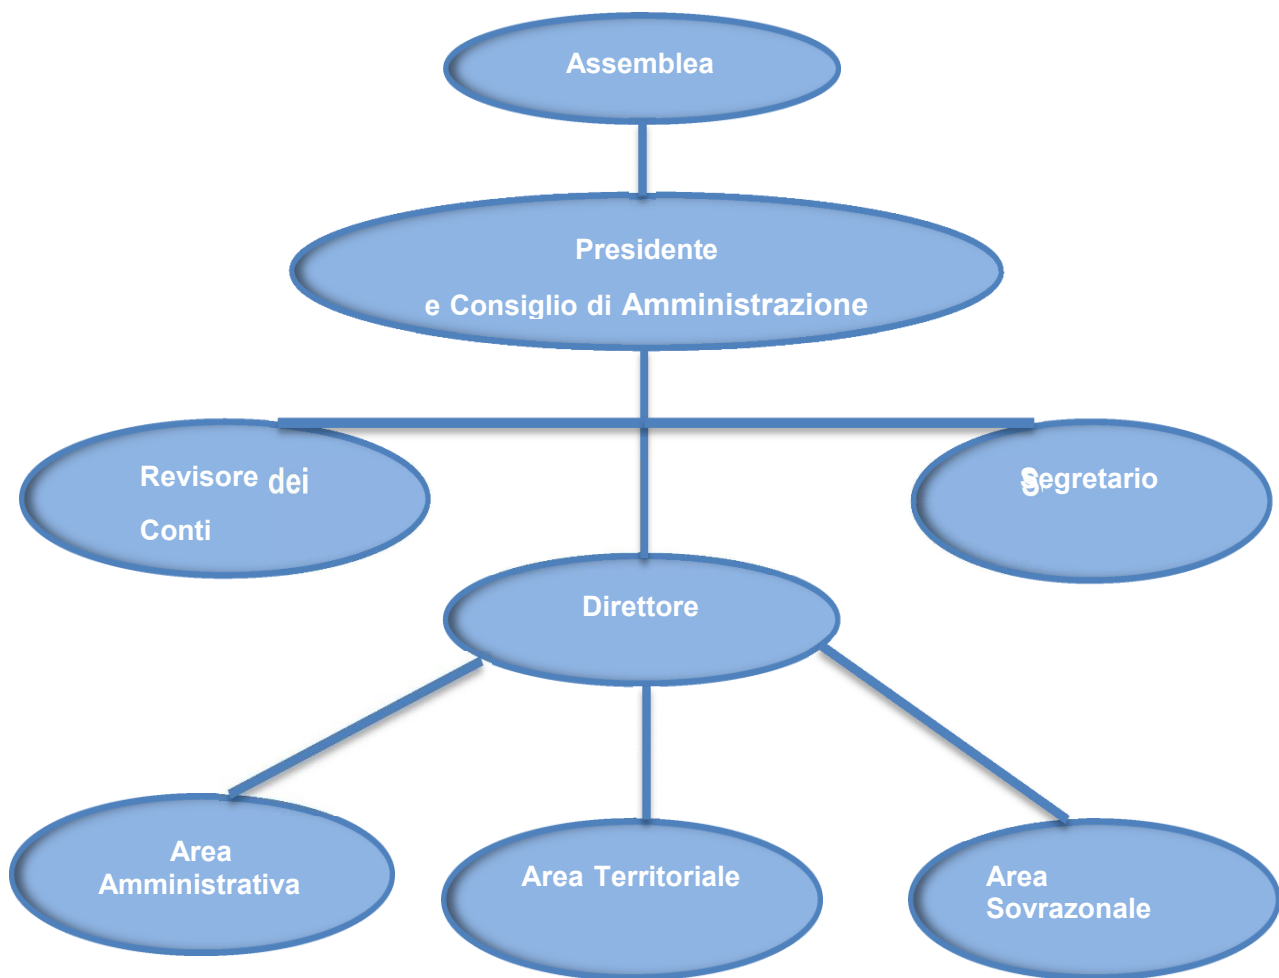 Assemblea
Presidente
e Consiglio di Amministrazione
Revisore dei
Conti
Segretario
Direttore
Area
Amministrativa
Area Territoriale
Area
Sovrazonale